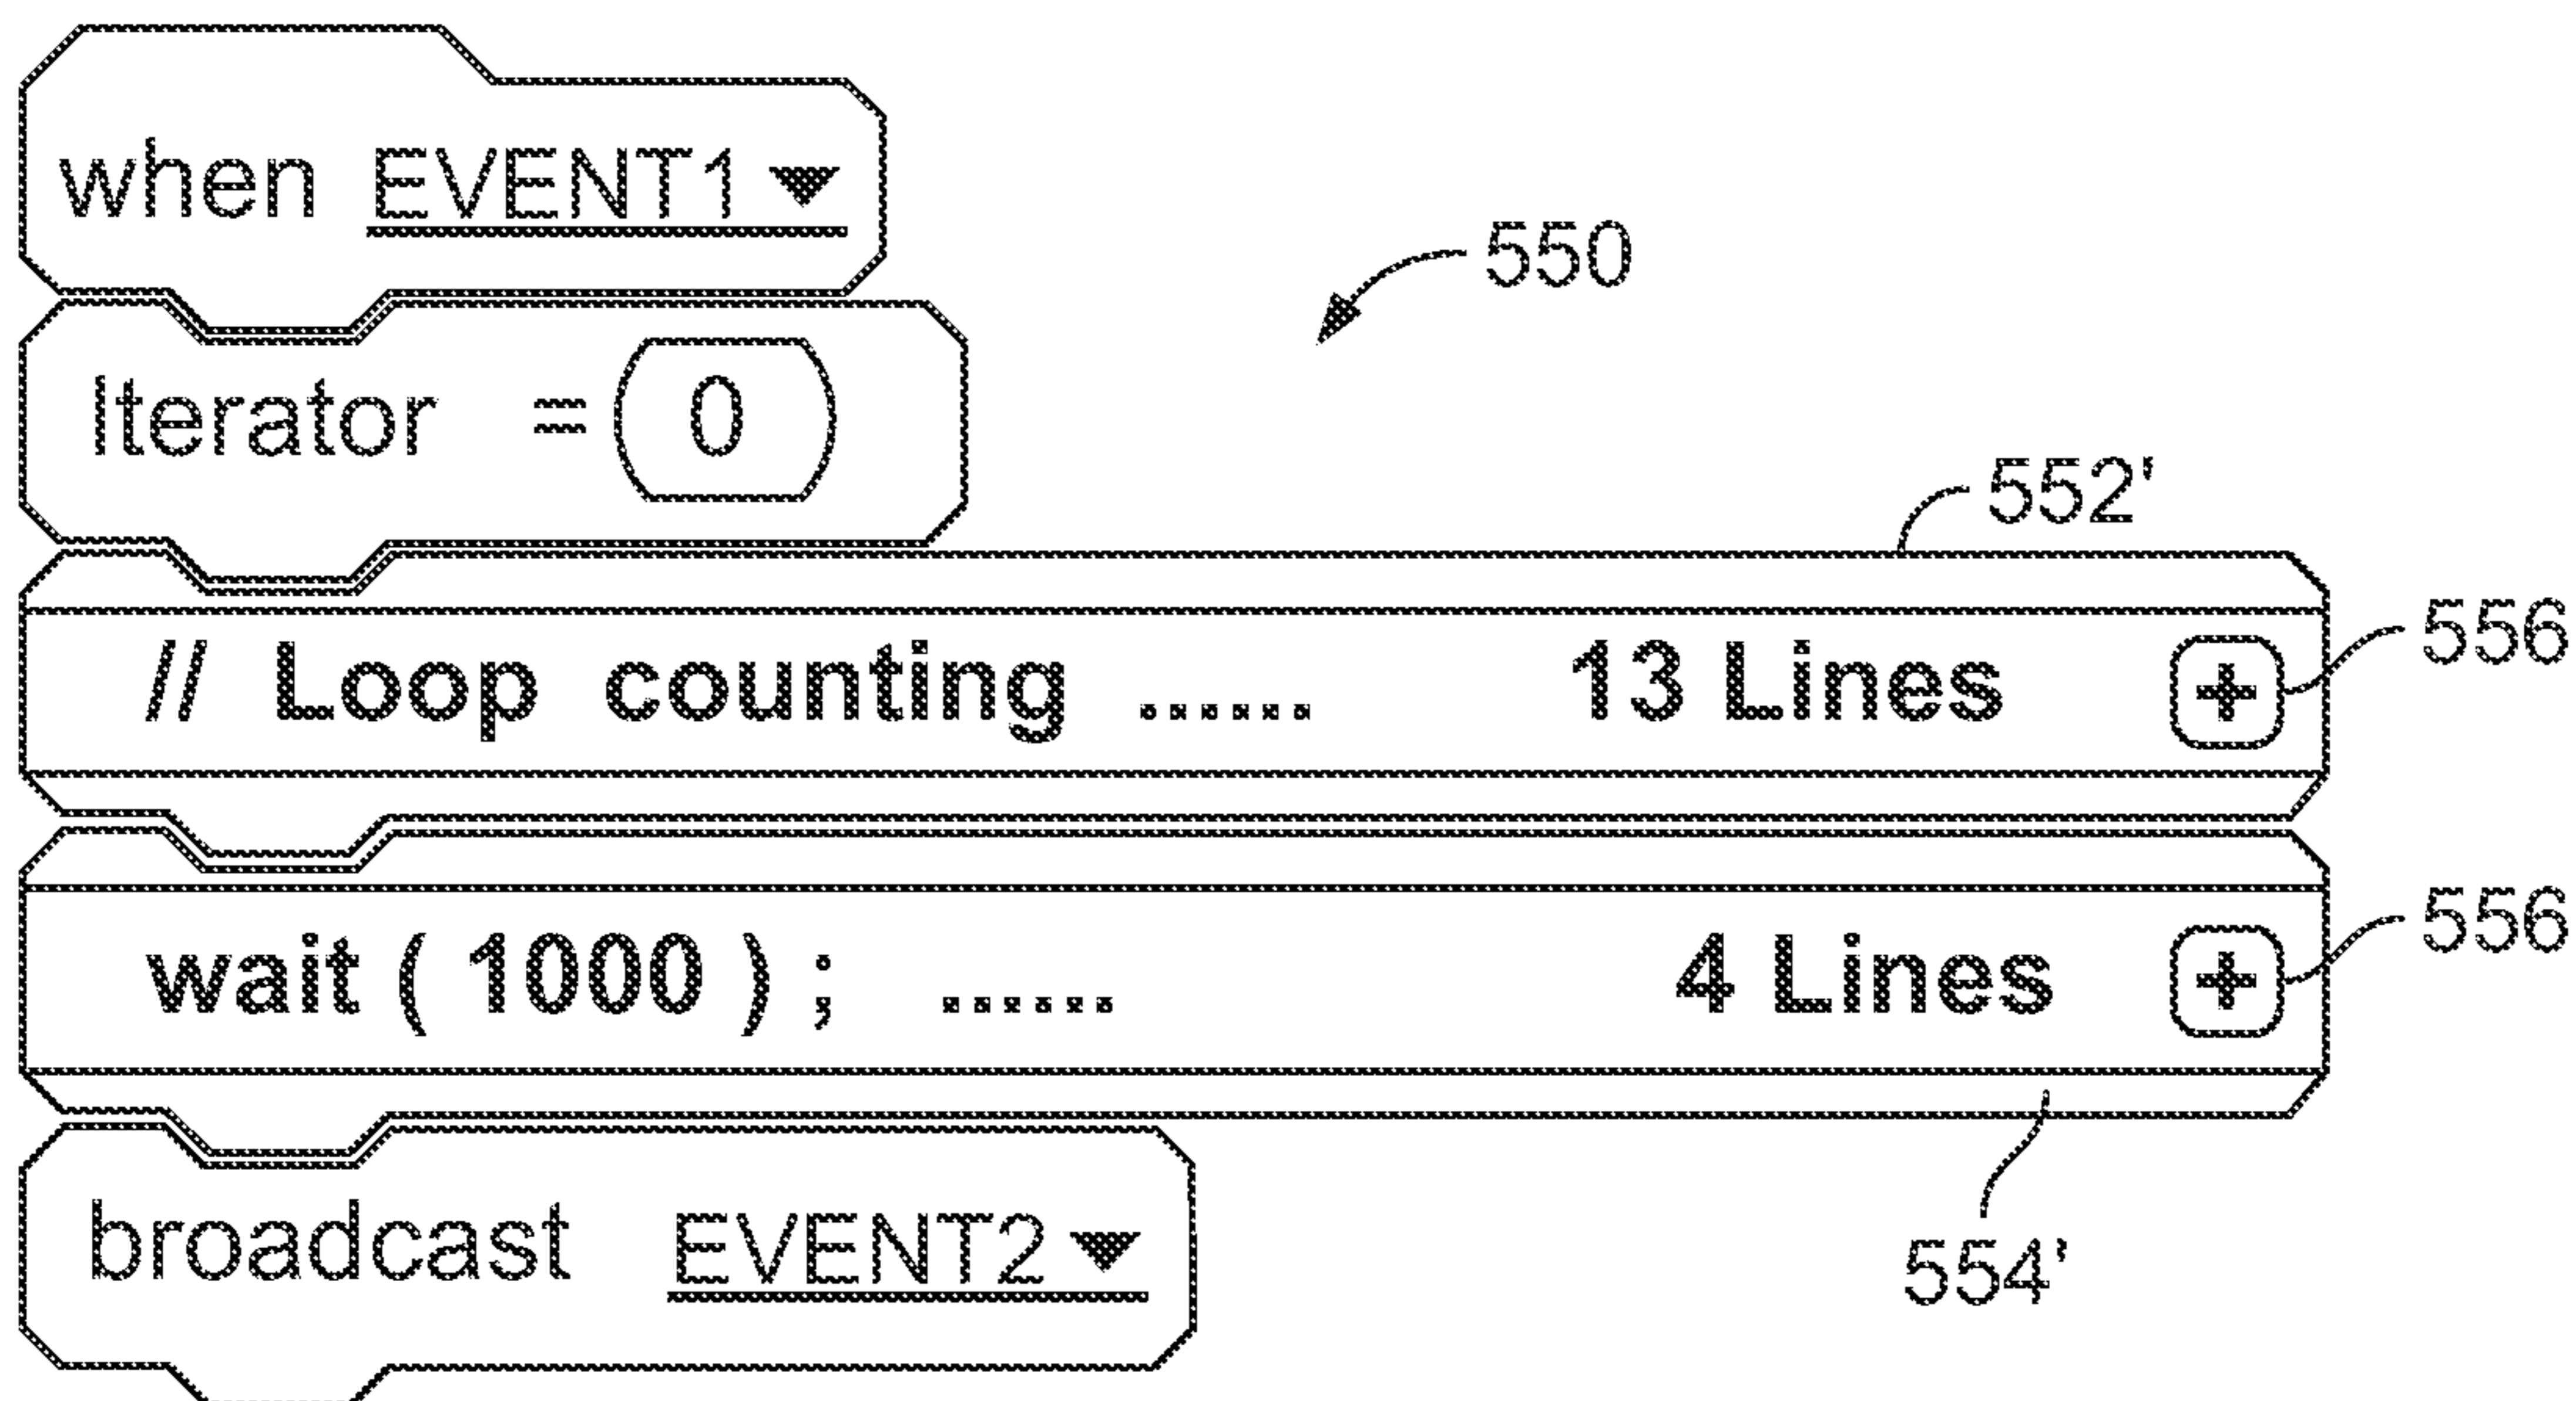 when EVENT1
550
Iterator = 0
552'
// Loop counting ...... 13 Lines +
556
wait ( 1000 ) ; ...... 4 Lines +
556
broadcast EVENT2
554'